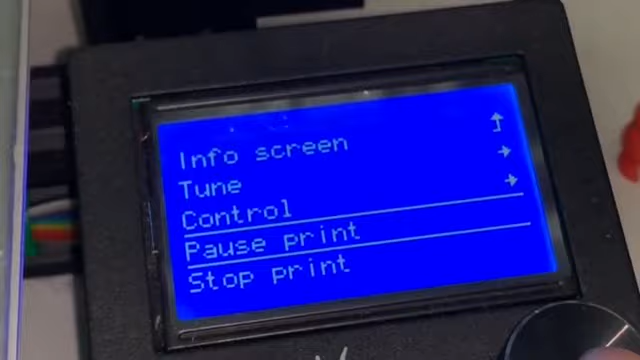 Info screen
Tune
Control
Pause print
Stop print